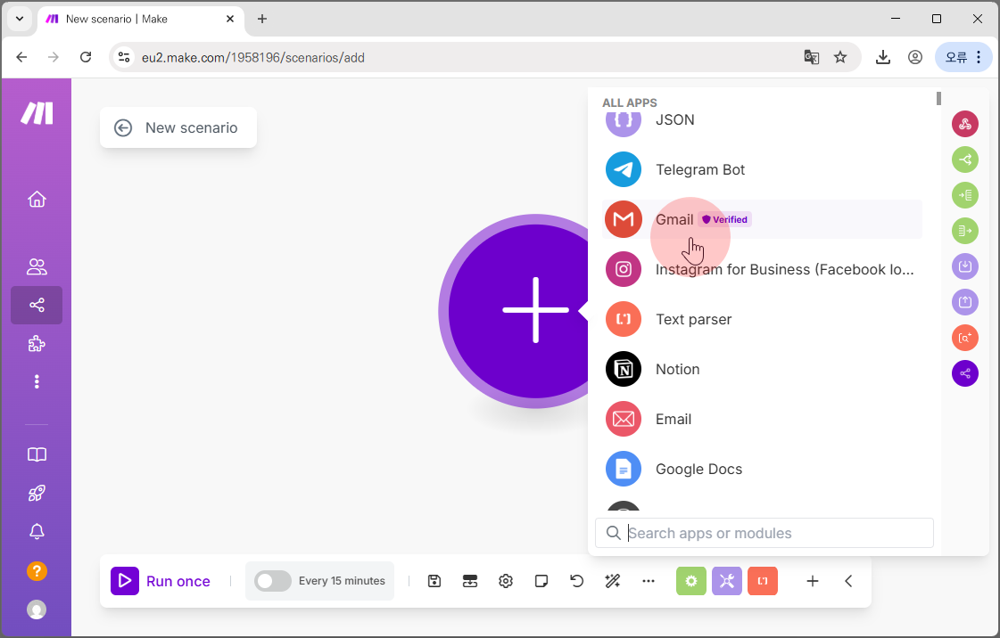 New scenario | Make
eu2.make.com/1958196/scenarios/add
오류
New scenario
ALL APPS
JSON
Telegram Bot
Gmail Verified
Instagram for Business (Facebook lo...
Text parser
Notion
Email
Google Docs
Search apps or modules
Run once
Every 15 minutes